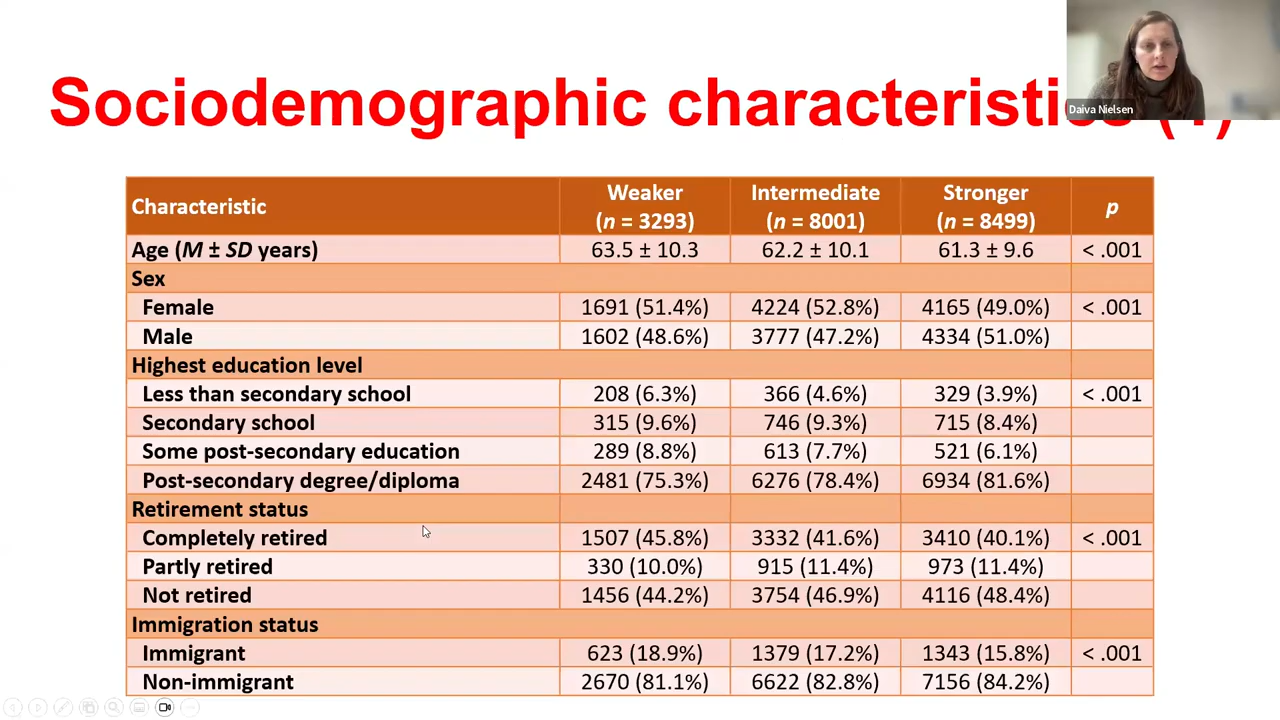 Sociodemographic characteristics (1)
Daiva Nielsen
Characteristic Weaker (n = 3293) Intermediate (n = 8001) Stronger (n = 8499) p
Age (M ± SD years) 63.5 ± 10.3 62.2 ± 10.1 61.3 ± 9.6 < .001
Sex
Female 1691 (51.4%) 4224 (52.8%) 4165 (49.0%) < .001
Male 1602 (48.6%) 3777 (47.2%) 4334 (51.0%)
Highest education level
Less than secondary school 208 (6.3%) 366 (4.6%) 329 (3.9%) < .001
Secondary school 315 (9.6%) 746 (9.3%) 715 (8.4%)
Some post-secondary education 289 (8.8%) 613 (7.7%) 521 (6.1%)
Post-secondary degree/diploma 2481 (75.3%) 6276 (78.4%) 6934 (81.6%)
Retirement status
Completely retired 1507 (45.8%) 3332 (41.6%) 3410 (40.1%) < .001
Partly retired 330 (10.0%) 915 (11.4%) 973 (11.4%)
Not retired 1456 (44.2%) 3754 (46.9%) 4116 (48.4%)
Immigration status
Immigrant 623 (18.9%) 1379 (17.2%) 1343 (15.8%) < .001
Non-immigrant 2670 (81.1%) 6622 (82.8%) 7156 (84.2%)